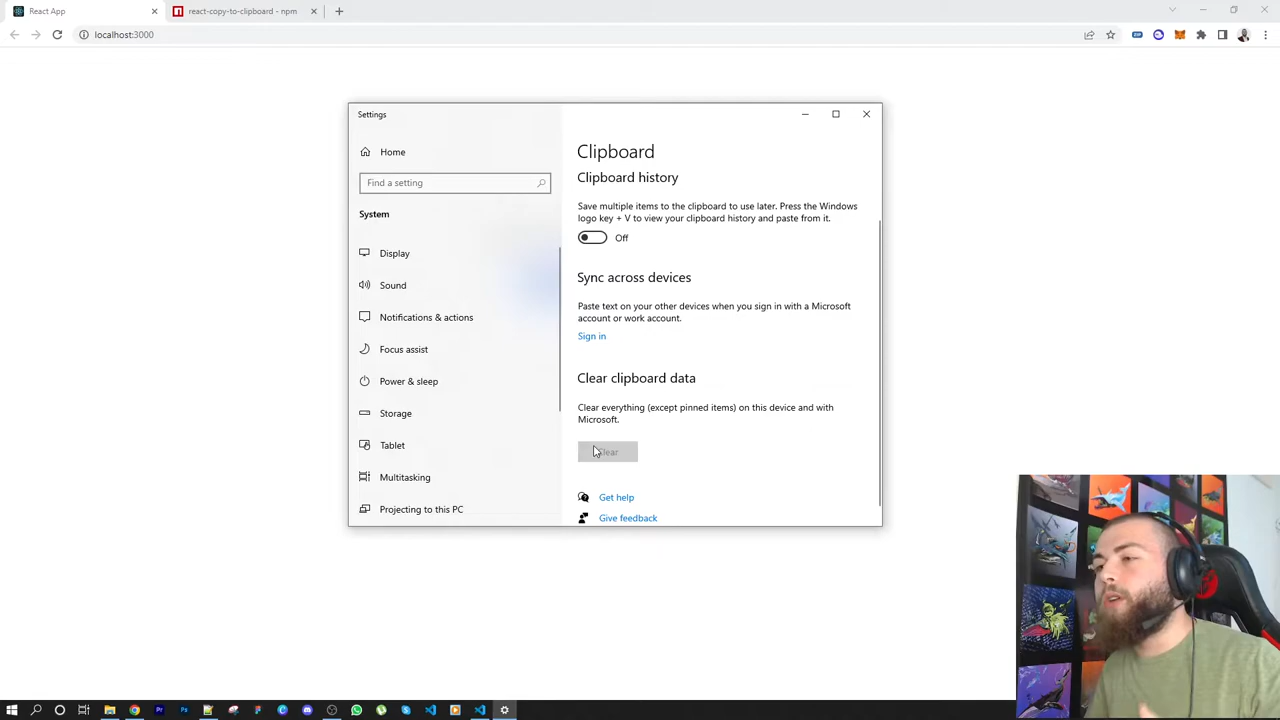 React App
react-copy-to-clipboard - npm
localhost:3000
Settings
Home
Find a setting
System
Display
Sound
Notifications & actions
Focus assist
Power & sleep
Storage
Tablet
Multitasking
Projecting to this PC
Clipboard
Clipboard history
Save multiple items to the clipboard to use later. Press the Windows
logo key + V to view your clipboard history and paste from it.
Off
Sync across devices
Paste text on your other devices when you sign in with a Microsoft
account or work account.
Sign in
Clear clipboard data
Clear everything (except pinned items) on this device and with
Microsoft.
Clear
Get help
Give feedback